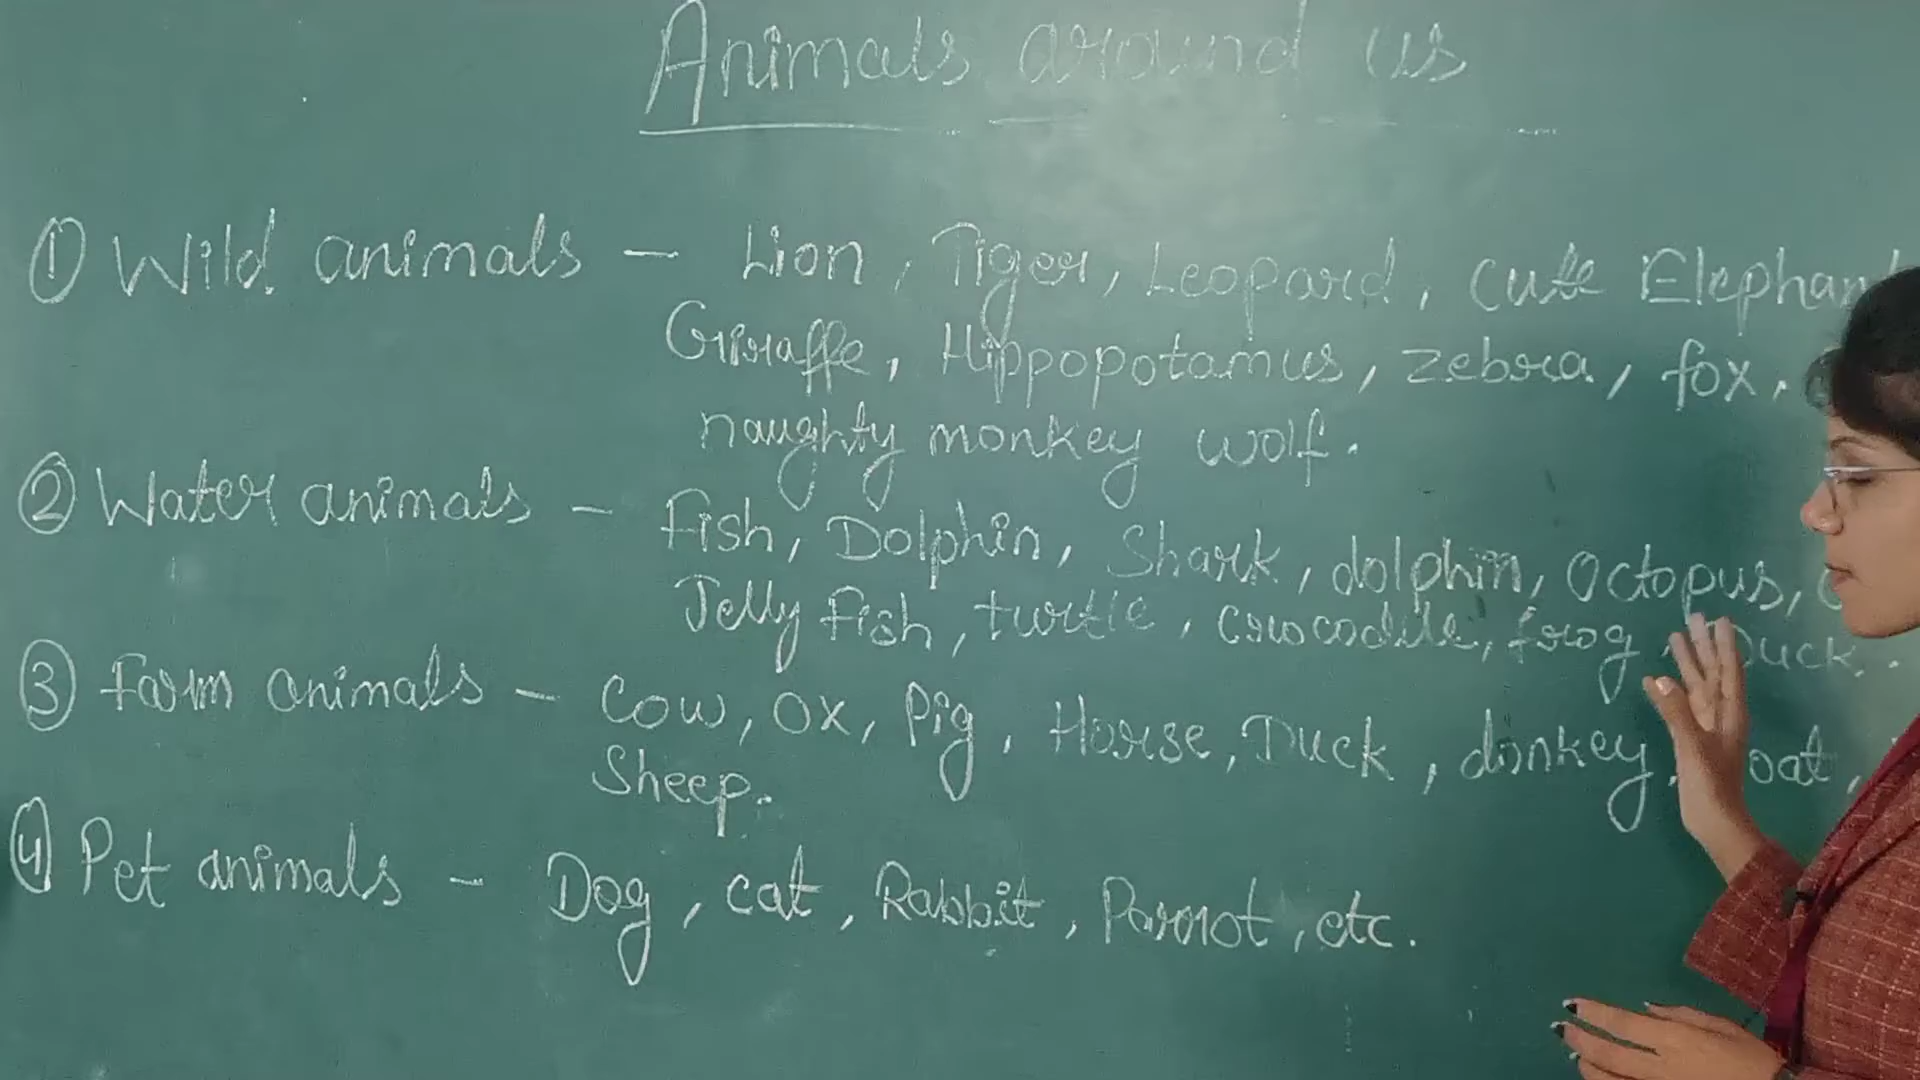 Animals around us
① Wild animals - Lion, Tiger, Leopard, cute Elephan
Giraffe, Hippopotamus, zebra, fox,
naughty monkey wolf.
② Water animals - Fish, Dolphin, Shark, dolphin, Octopus,
Jelly Fish, turtle, crocodile, frog, Duck.
③ Farm animals - Cow, Ox, Pig, Horse, Duck, donkey, oat,
Sheep.
④ Pet animals - Dog, cat, Rabbit, Parrot, etc.